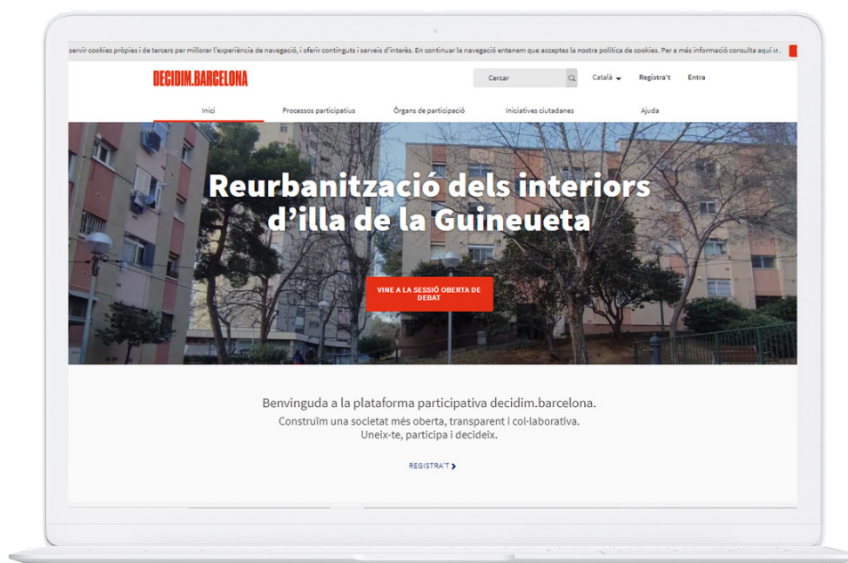 servir cookies pròpies i de tercers per millorar l'experiència de navegació, i oferir continguts i serveis d'interès. En continuar la navegació entenem que acceptes la nostra política de cookies. Per a més informació consulta aquí
DECIDIM.BARCELONA
Cercar
Català
Registra't
Entra
Inici
Processos participatius
Òrgans de participació
Iniciatives ciutadanes
Ajuda
Reurbanització dels interiors
d'illa de la Guineueta
VINE A LA SESSIÓ OBERTA DE
DEBAT
Benvinguda a la plataforma participativa decidim.barcelona.
Construïm una societat més oberta, transparent i col·laborativa.
Uneix-te, participa i decideix.
REGISTRA'T